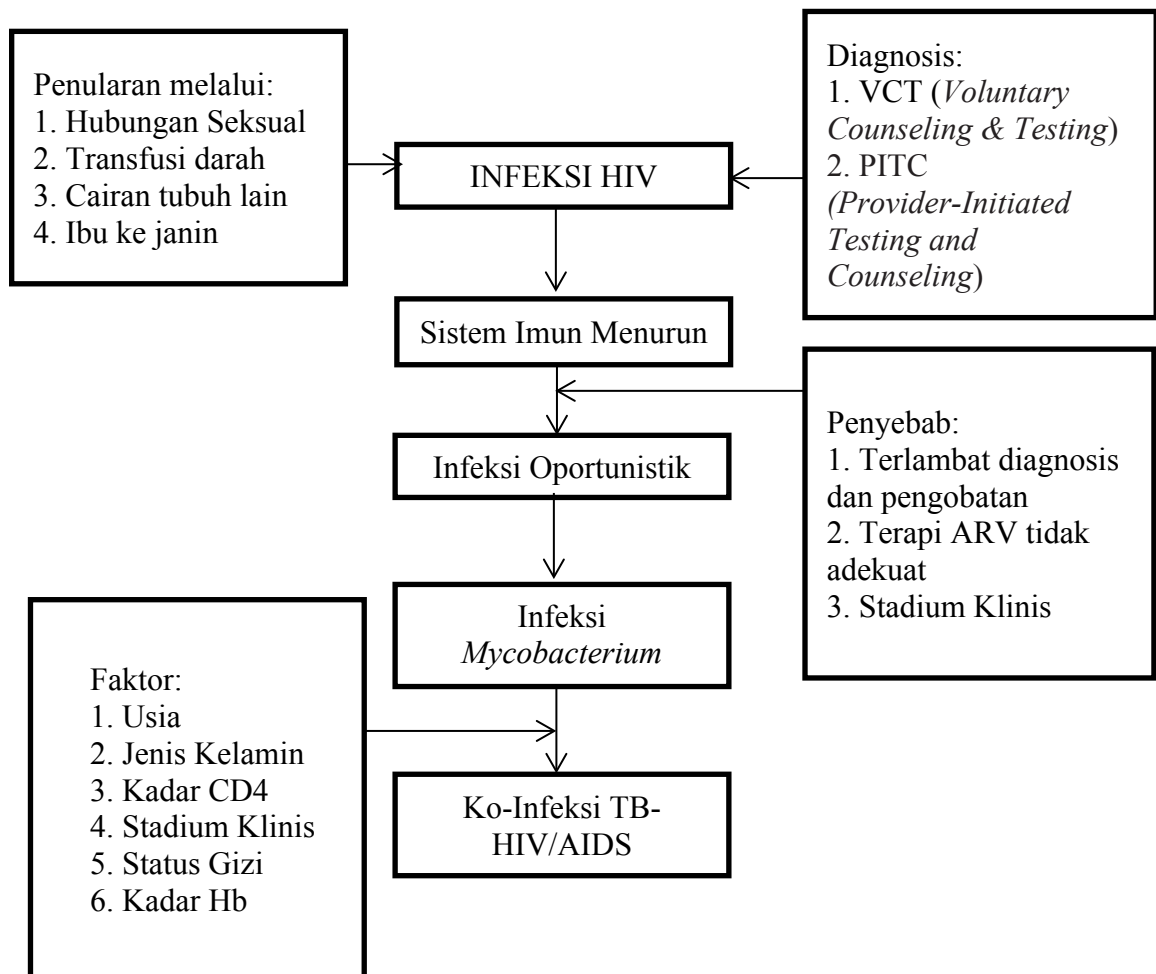 Penularan melalui:
1. Hubungan Seksual
2. Transfusi darah
3. Cairan tubuh lain
4. Ibu ke janin
INFEKSI HIV
Diagnosis:
1. VCT (Voluntary
Counseling & Testing)
2. PITC
(Provider-Initiated
Testing and
Counseling)
Sistem Imun Menurun
Penyebab:
1. Terlambat diagnosis
dan pengobatan
2. Terapi ARV tidak
adekuat
3. Stadium Klinis
Infeksi Oportunistik
Infeksi
Mycobacterium
Faktor:
1. Usia
2. Jenis Kelamin
3. Kadar CD4
4. Stadium Klinis
5. Status Gizi
6. Kadar Hb
Ko-Infeksi TB-
HIV/AIDS